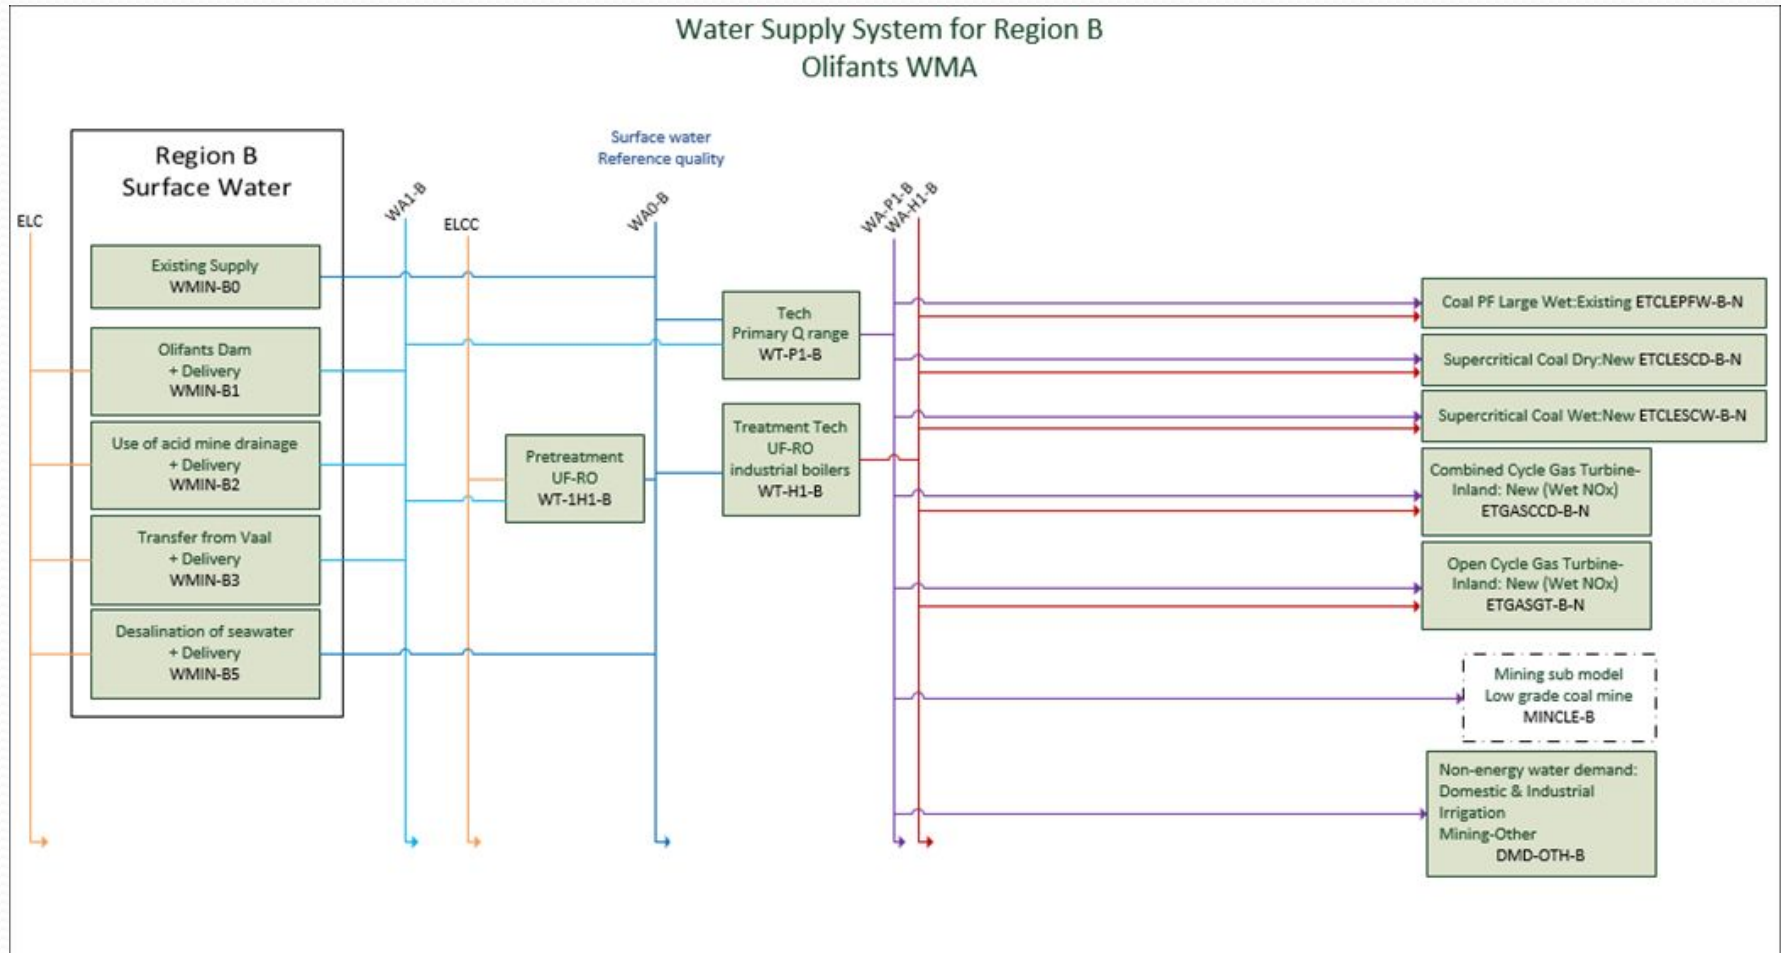 Water Supply System for Region B
Olifants WMA
Surface water
Reference quality
Region B
Surface Water
ELC
WA1-B
ELCC
WA0-B
WA-P1-B
WA-H1-B
Existing Supply
WMIN-B0
Olifants Dam
+ Delivery
WMIN-B1
Use of acid mine drainage
+ Delivery
WMIN-B2
Transfer from Vaal
+ Delivery
WMIN-B3
Desalination of seawater
+ Delivery
WMIN-B5
Pretreatment
UF-RO
WT-1H1-B
Tech
Primary Q range
WT-P1-B
Treatment Tech
UF-RO
industrial boilers
WT-H1-B
Coal PF Large Wet:Existing ETCLEPFW-B-N
Supercritical Coal Dry:New ETCLESCD-B-N
Supercritical Coal Wet:New ETCLESCW-B-N
Combined Cycle Gas Turbine-
Inland: New (Wet NOx)
ETGASCCD-B-N
Open Cycle Gas Turbine-
Inland: New (Wet NOx)
ETGASGT-B-N
Mining sub model
Low grade coal mine
MINCLE-B
Non-energy water demand:
Domestic & Industrial
Irrigation
Mining-Other
DMD-OTH-B